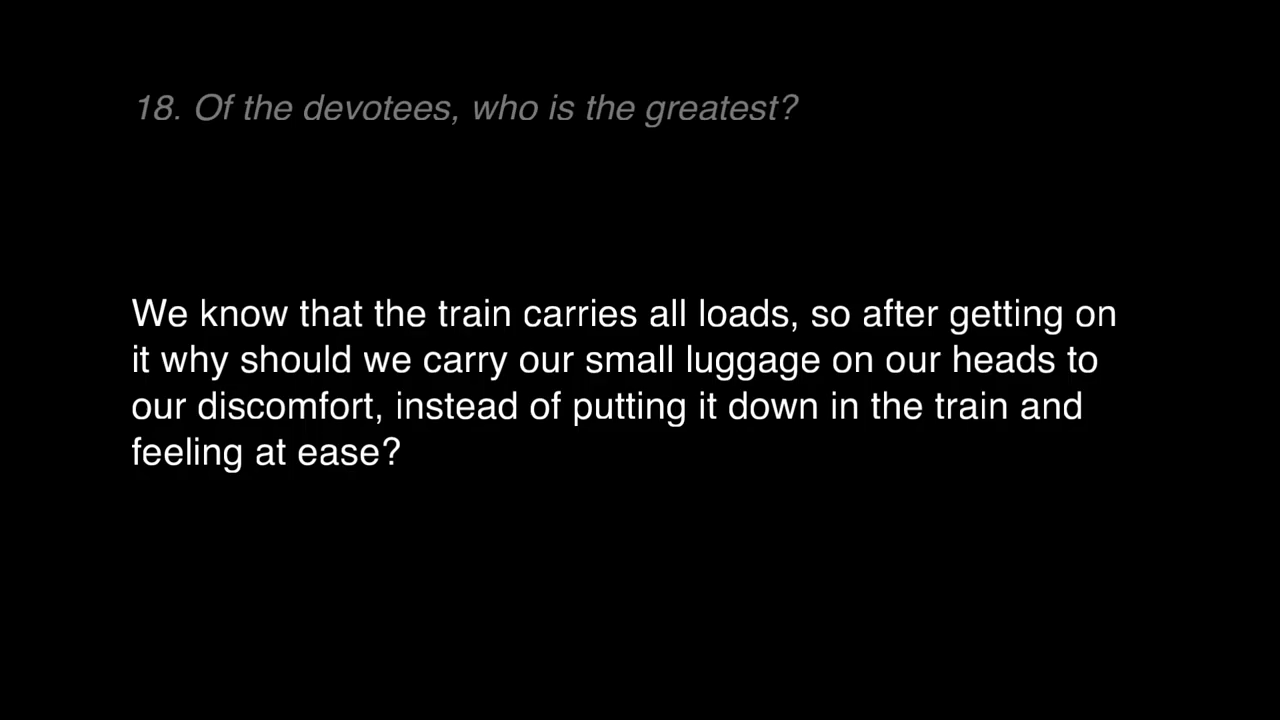 18. Of the devotees, who is the greatest?
We know that the train carries all loads, so after getting on
it why should we carry our small luggage on our heads to
our discomfort, instead of putting it down in the train and
feeling at ease?